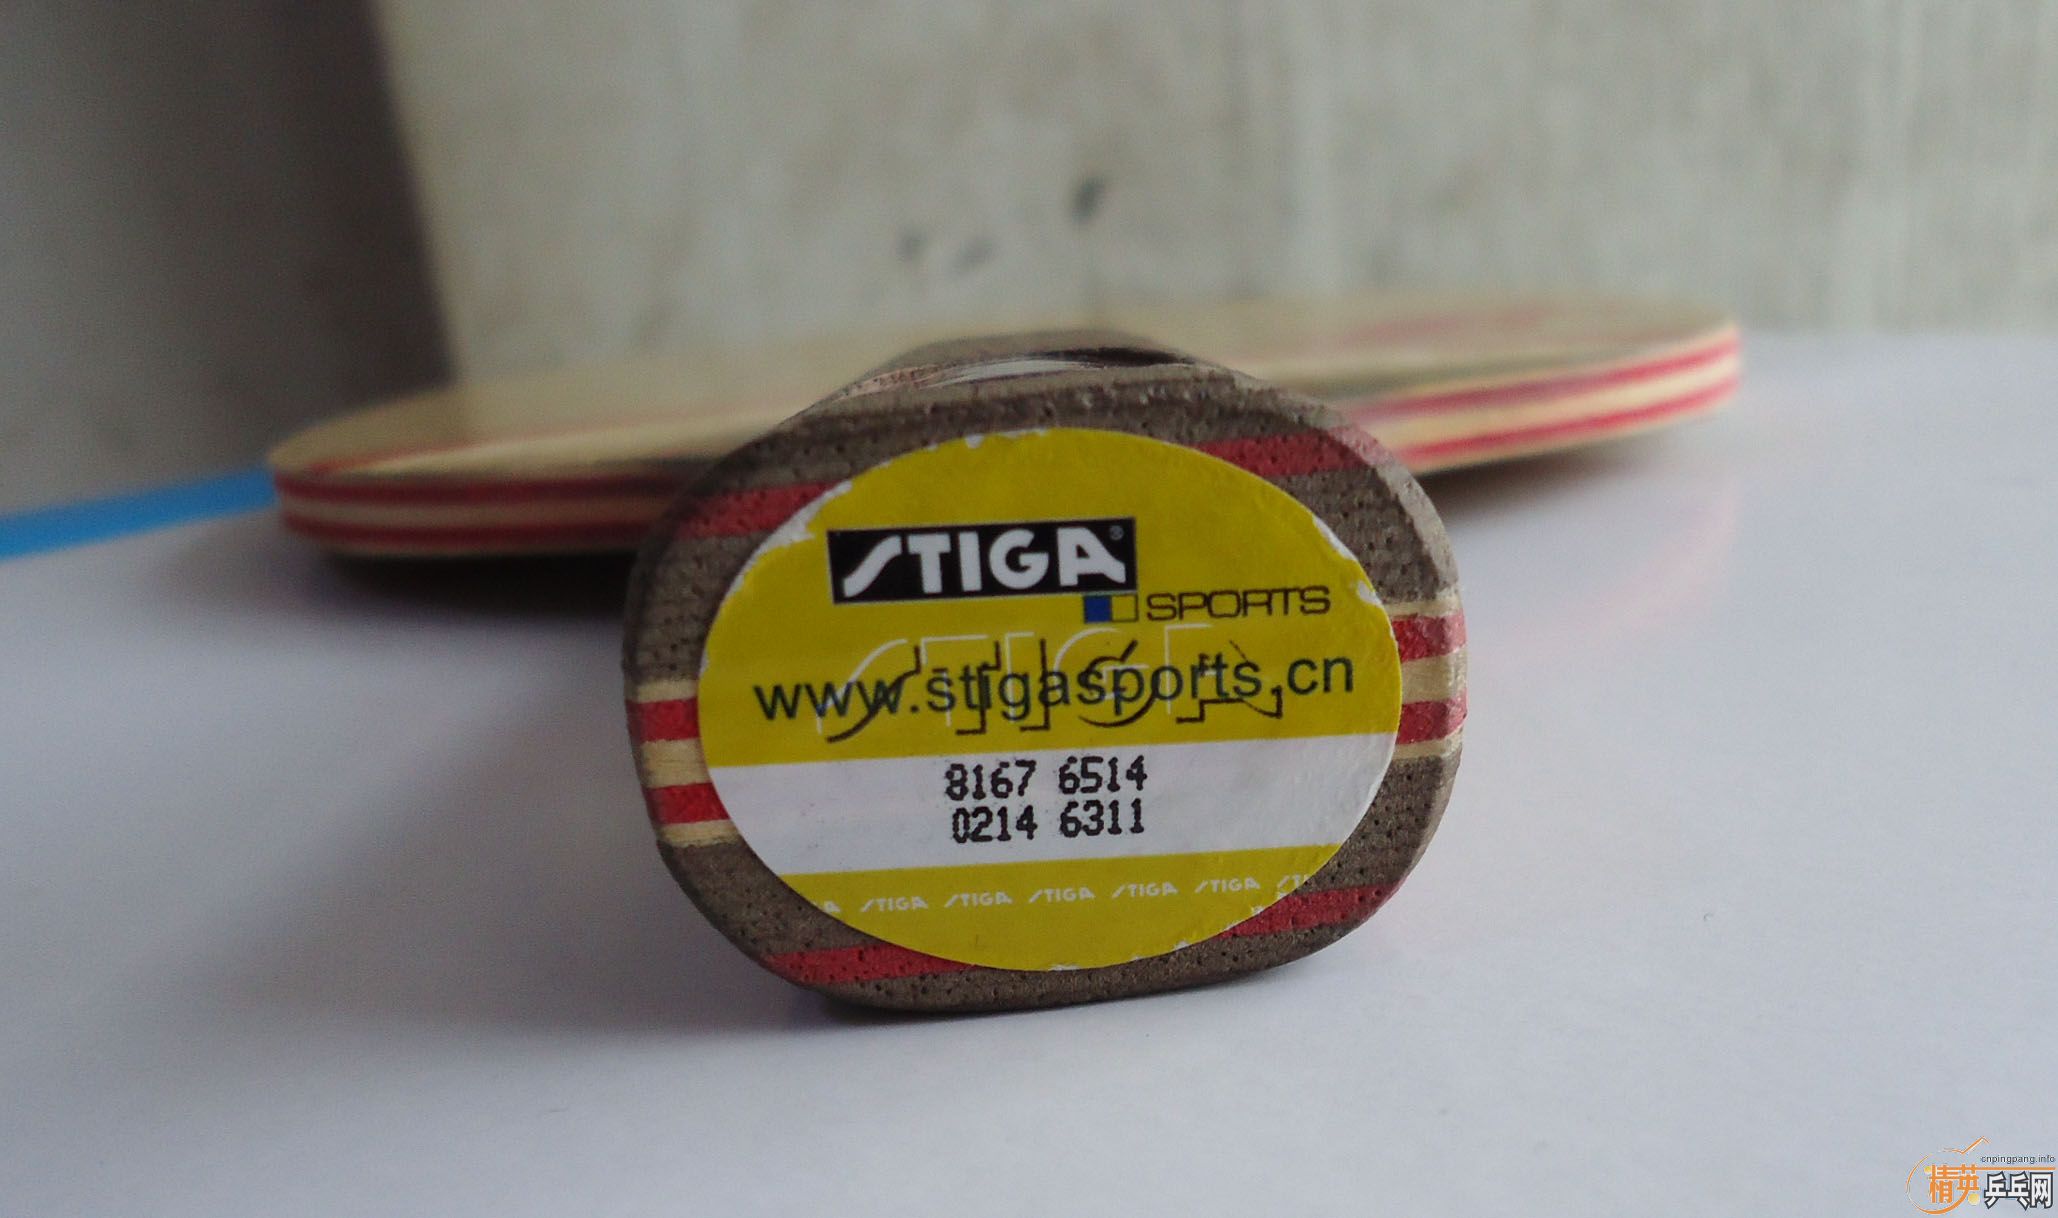 STIGA®
SPORTS
STIGA
www.stigasports.cn
8167 6514
0214 6311
STIGA STIGA STIGA STIGA STIGA
cnpingpang.info
精英乒乓网